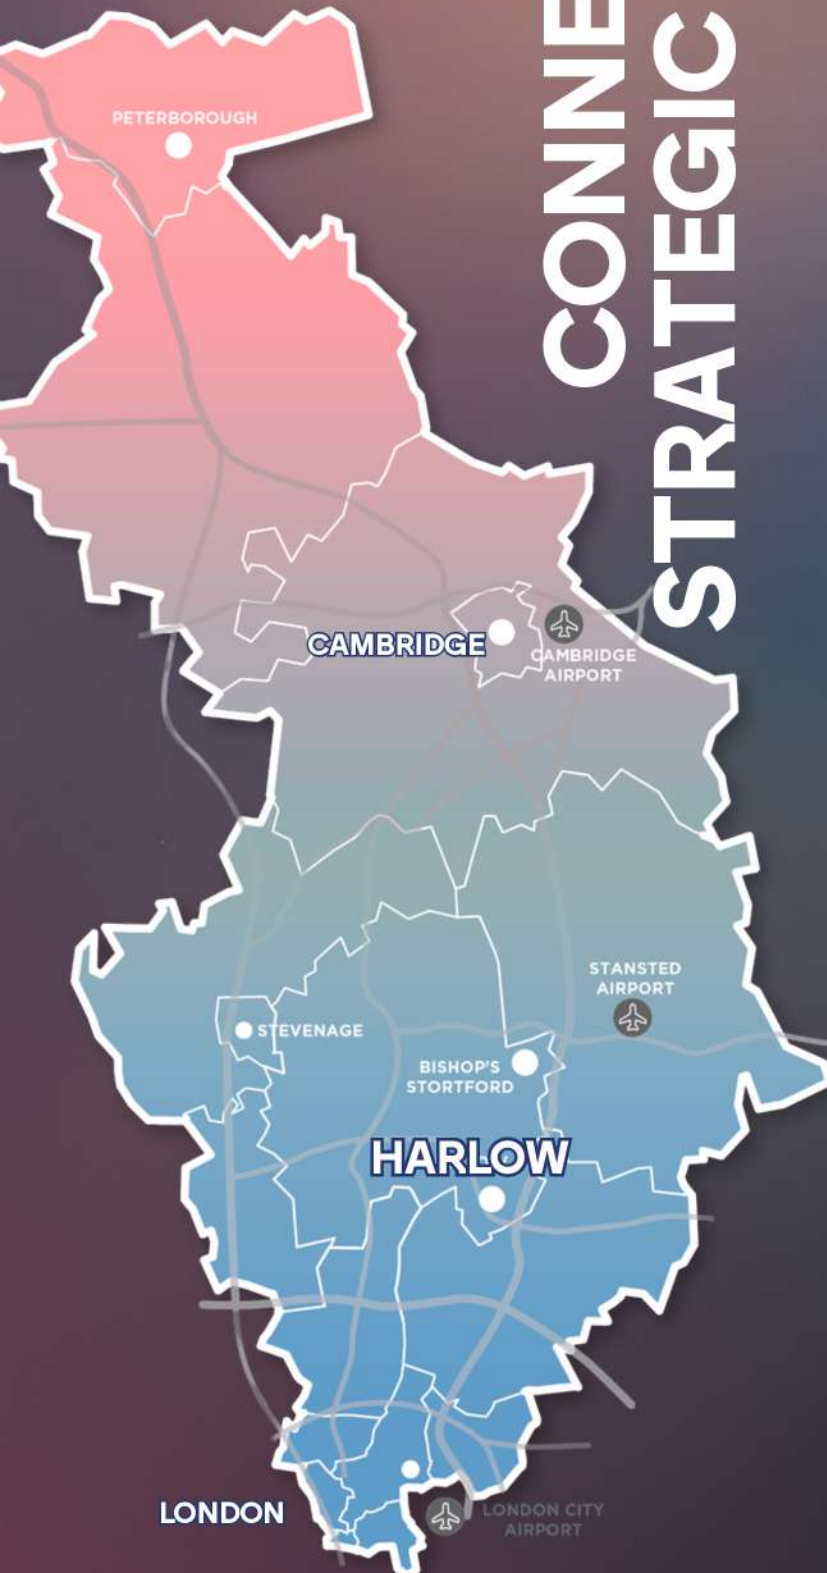 CONNE
STRATEGIC
PETERBOROUGH
CAMBRIDGE
CAMBRIDGE
AIRPORT
STANSTED
AIRPORT
STEVENAGE
BISHOP'S
STORTFORD
HARLOW
LONDON
LONDON CITY
AIRPORT